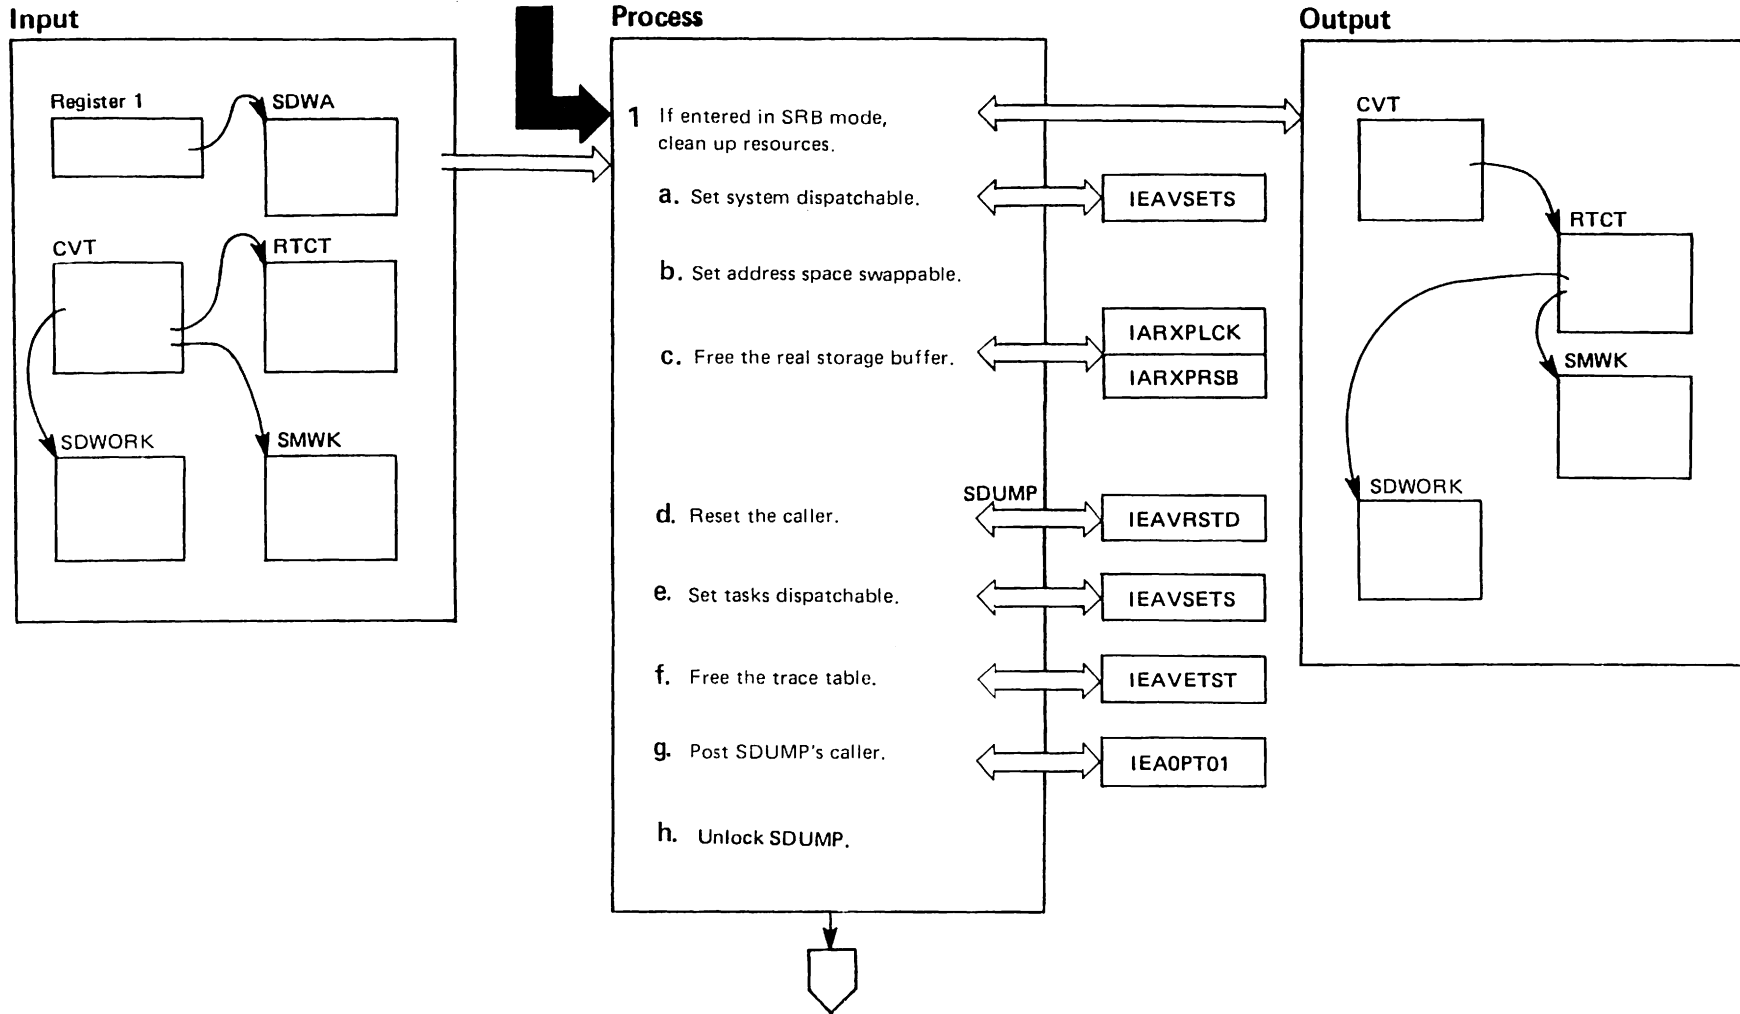 Input
Register 1
SDWA
CVT
RTCT
SDWORK
SMWK
Process
1 If entered in SRB mode,
clean up resources.
a. Set system dispatchable.
IEAVSETS
b. Set address space swappable.
c. Free the real storage buffer.
IARXPLCK
IARXPRSB
SDUMP
d. Reset the caller.
IEAVRSTD
e. Set tasks dispatchable.
IEAVSETS
f. Free the trace table.
IEAVETST
g. Post SDUMP's caller.
IEA0PT01
h. Unlock SDUMP.
Output
CVT
RTCT
SMWK
SDWORK